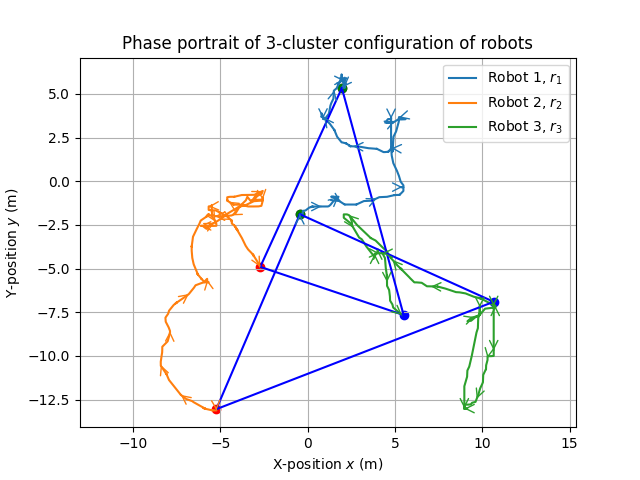 Phase portrait of 3-cluster configuration of robots
Robot 1, r₁
Robot 2, r₂
Robot 3, r₃
5.0
2.5
0.0
−2.5
−5.0
−7.5
−10.0
−12.5
Y-position y (m)
−10
−5
0
5
10
15
X-position x (m)